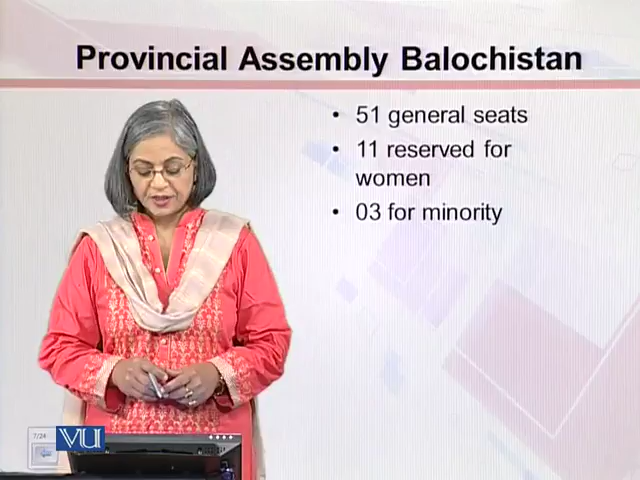 Provincial Assembly Balochistan
• 51 general seats
• 11 reserved for
women
• 03 for minority
7/24
VU